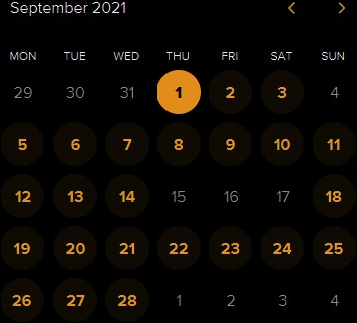 September 2021
MON TUE WED THU FRI SAT SUN
29 30 31 1 2 3 4
5 6 7 8 9 10 11
12 13 14 15 16 17 18
19 20 21 22 23 24 25
26 27 28 1 2 3 4